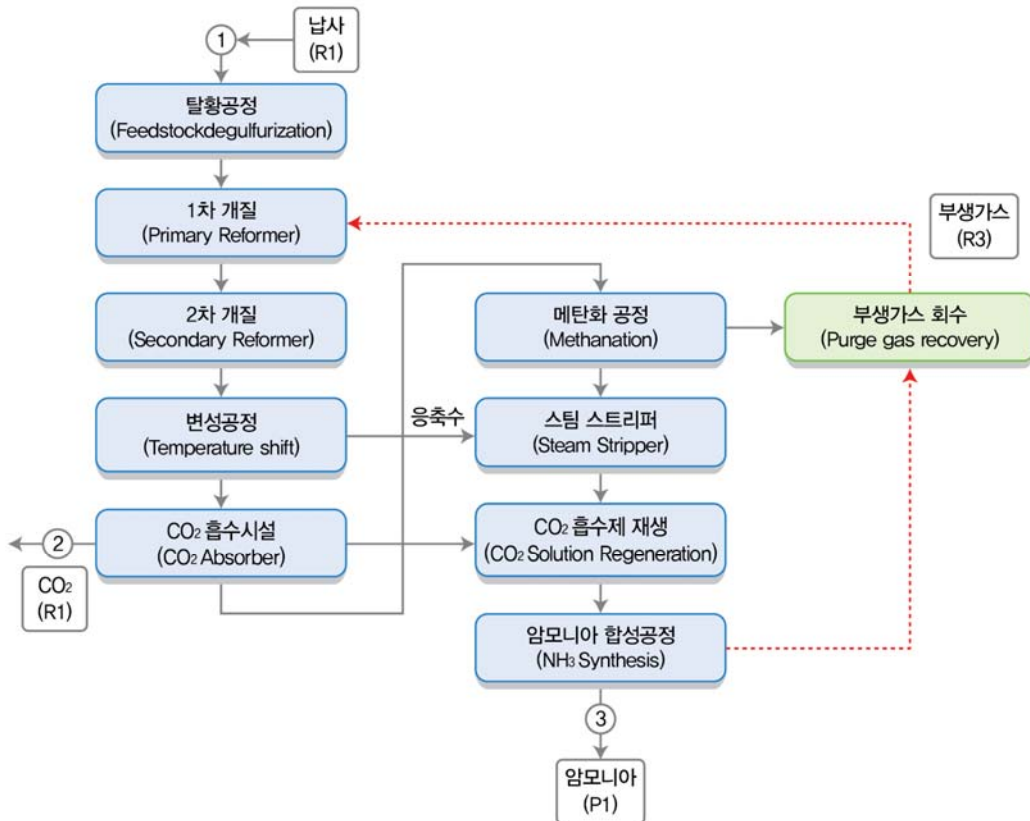 1
납사
(R1)
탈황공정
(Feedstockdegulfurization)
1차 개질
(Primary Reformer)
부생가스
(R3)
2차 개질
(Secondary Reformer)
메탄화 공정
(Methanation)
부생가스 회수
(Purge gas recovery)
변성공정
(Temperature shift)
응축수
스팀 스트리퍼
(Steam Stripper)
2
CO2
(R1)
CO2 흡수시설
(CO2 Absorber)
CO2 흡수제 재생
(CO2 Solution Regeneration)
암모니아 합성공정
(NH3 Synthesis)
3
암모니아
(P1)